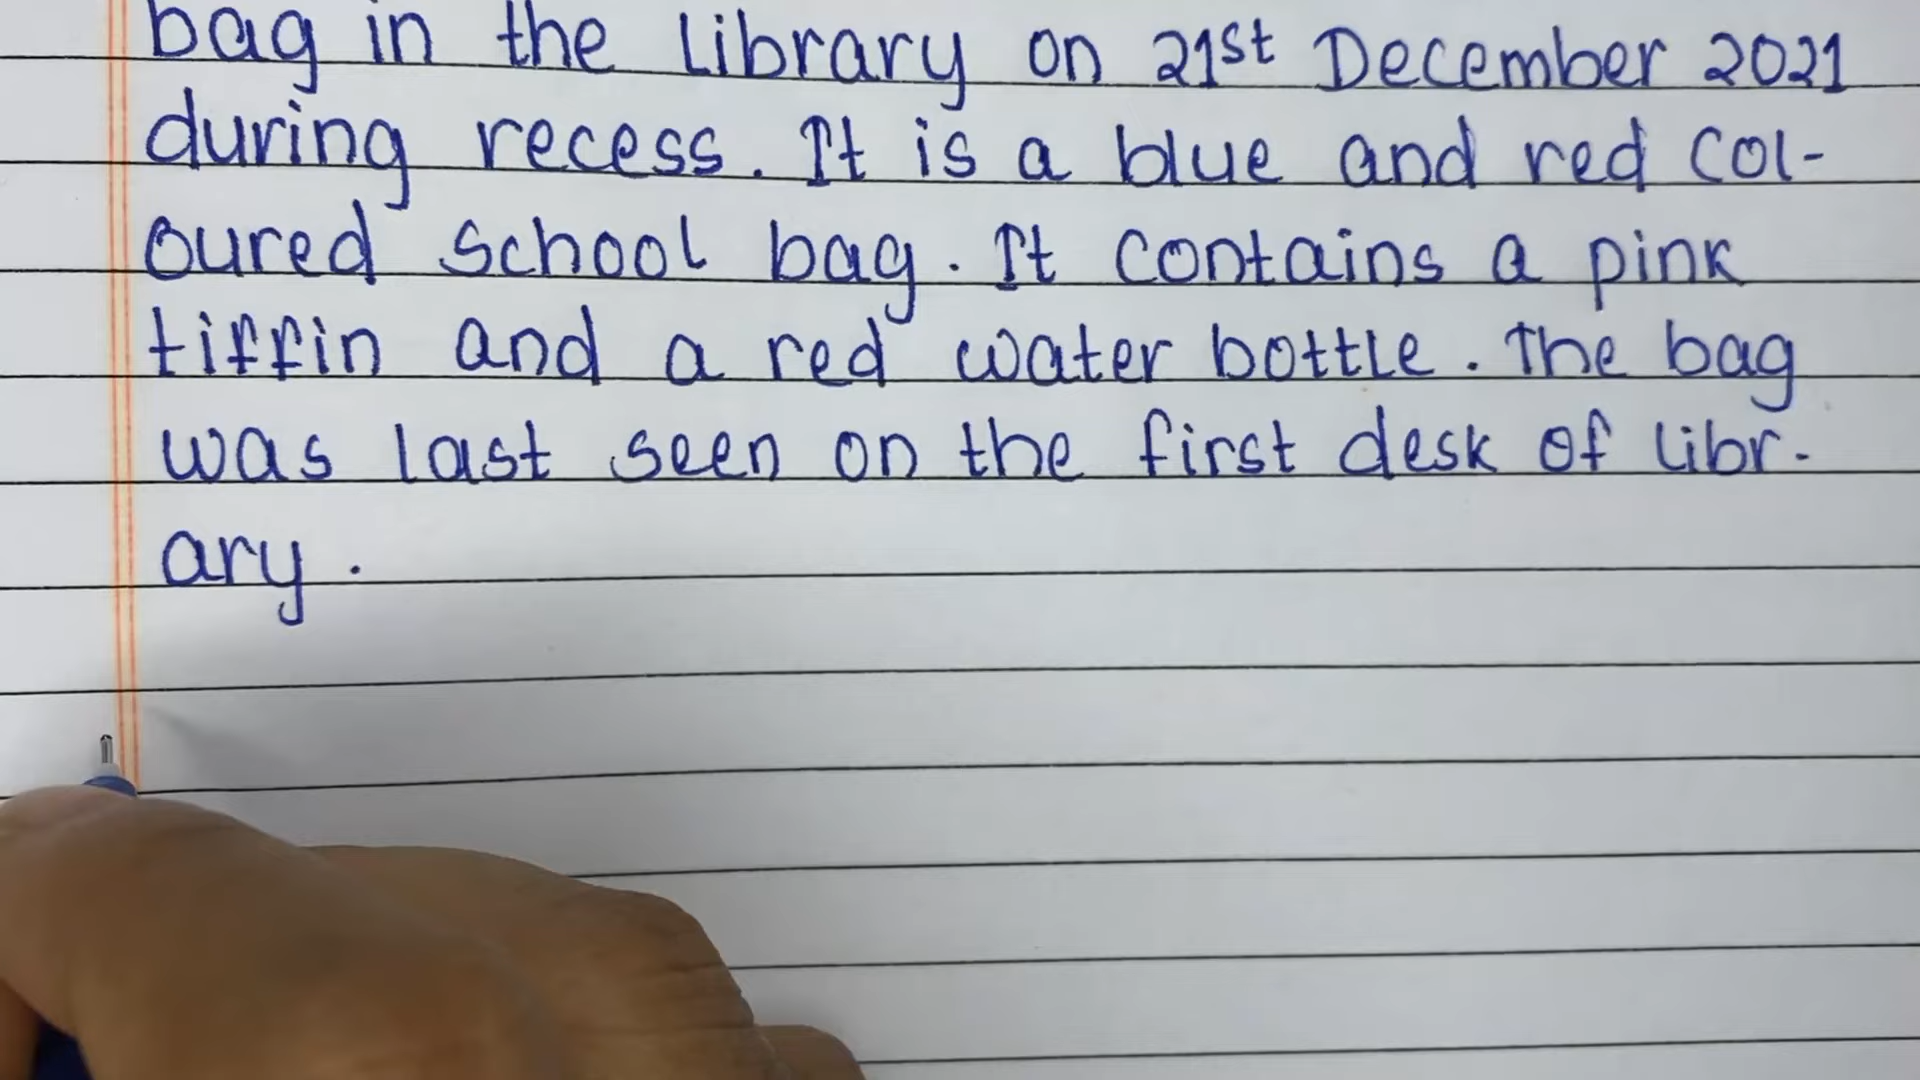 bag in the library on 21st December 2021
during recess. It is a blue and red col-
oured school bag. It contains a pink
tiffin and a red water bottle. The bag
was last seen on the first desk of libr-
ary.